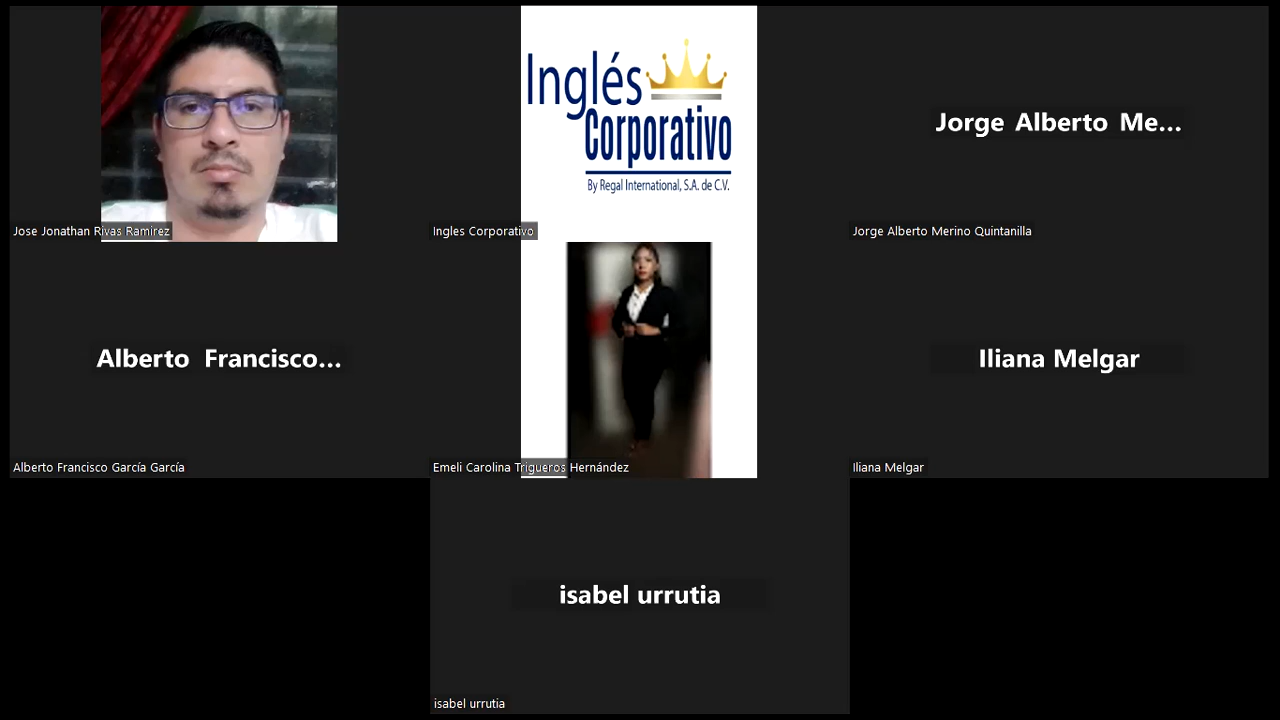 Inglés
Corporativo
By Regal International, S.A. de C.V.
Jorge Alberto Me...
Jose Jonathan Rivas Ramirez
Ingles Corporativo
Jorge Alberto Merino Quintanilla
Alberto Francisco...
Iliana Melgar
Alberto Francisco García García
Emeli Carolina Trigueros Hernández
Iliana Melgar
isabel urrutia
isabel urrutia